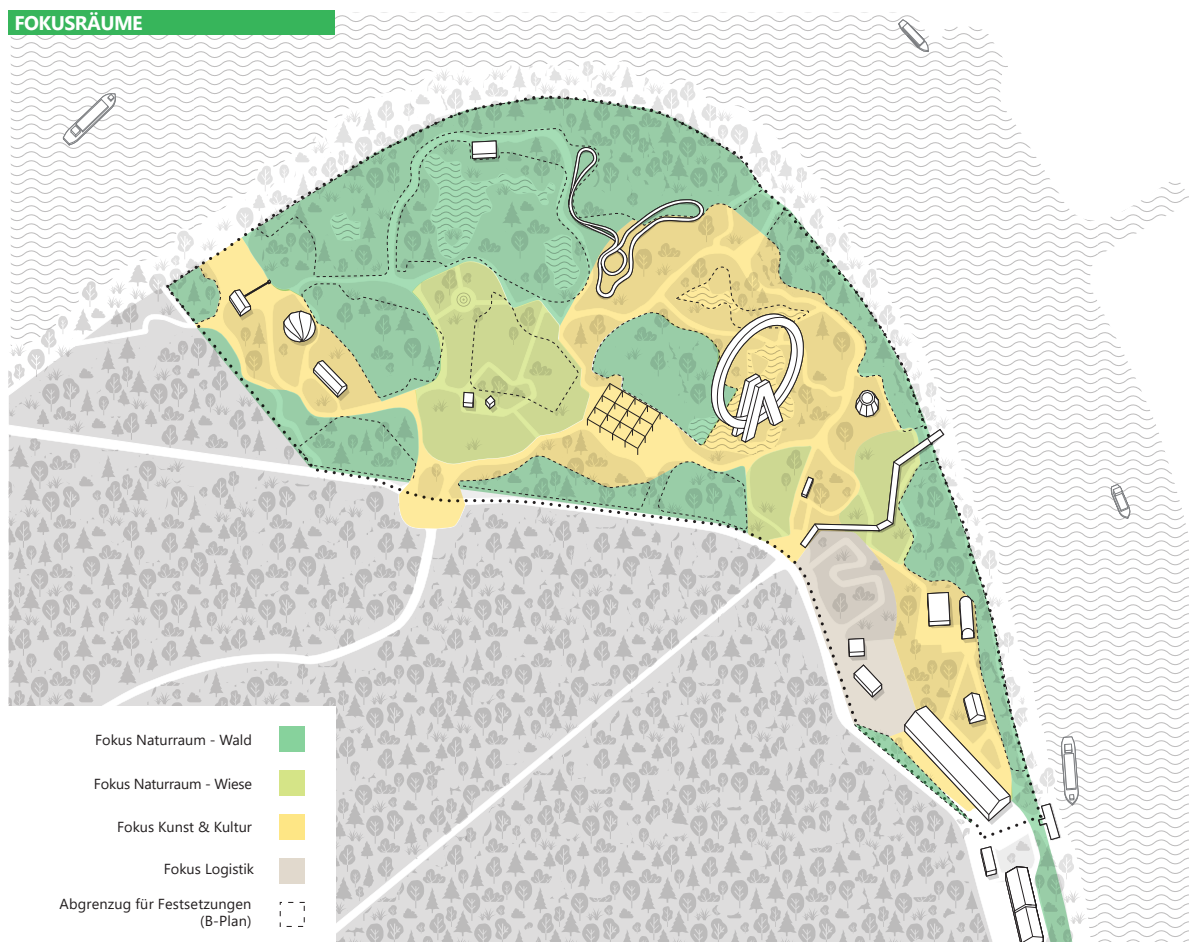 FOKUSRÄUME
Fokus Naturraum - Wald
Fokus Naturraum - Wiese
Fokus Kunst & Kultur
Fokus Logistik
Abgrenzug für Festsetzungen
(B-Plan)